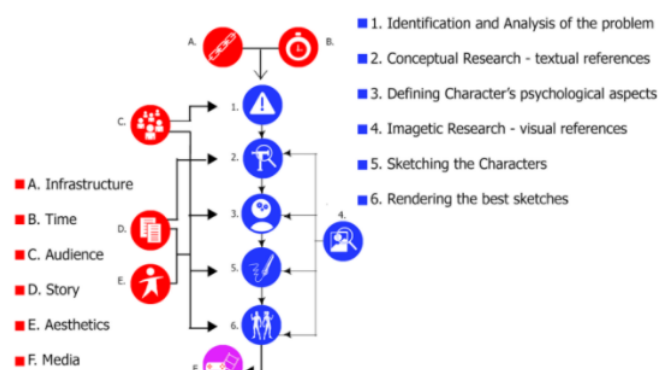 1. Identification and Analysis of the problem
2. Conceptual Research - textual references
3. Defining Character's psychological aspects
4. Imagetic Research - visual references
5. Sketching the Characters
6. Rendering the best sketches
A.
B.
C.
1.
2.
D.
3.
4.
E.
5.
6.
A. Infrastructure
B. Time
C. Audience
D. Story
E. Aesthetics
F. Media